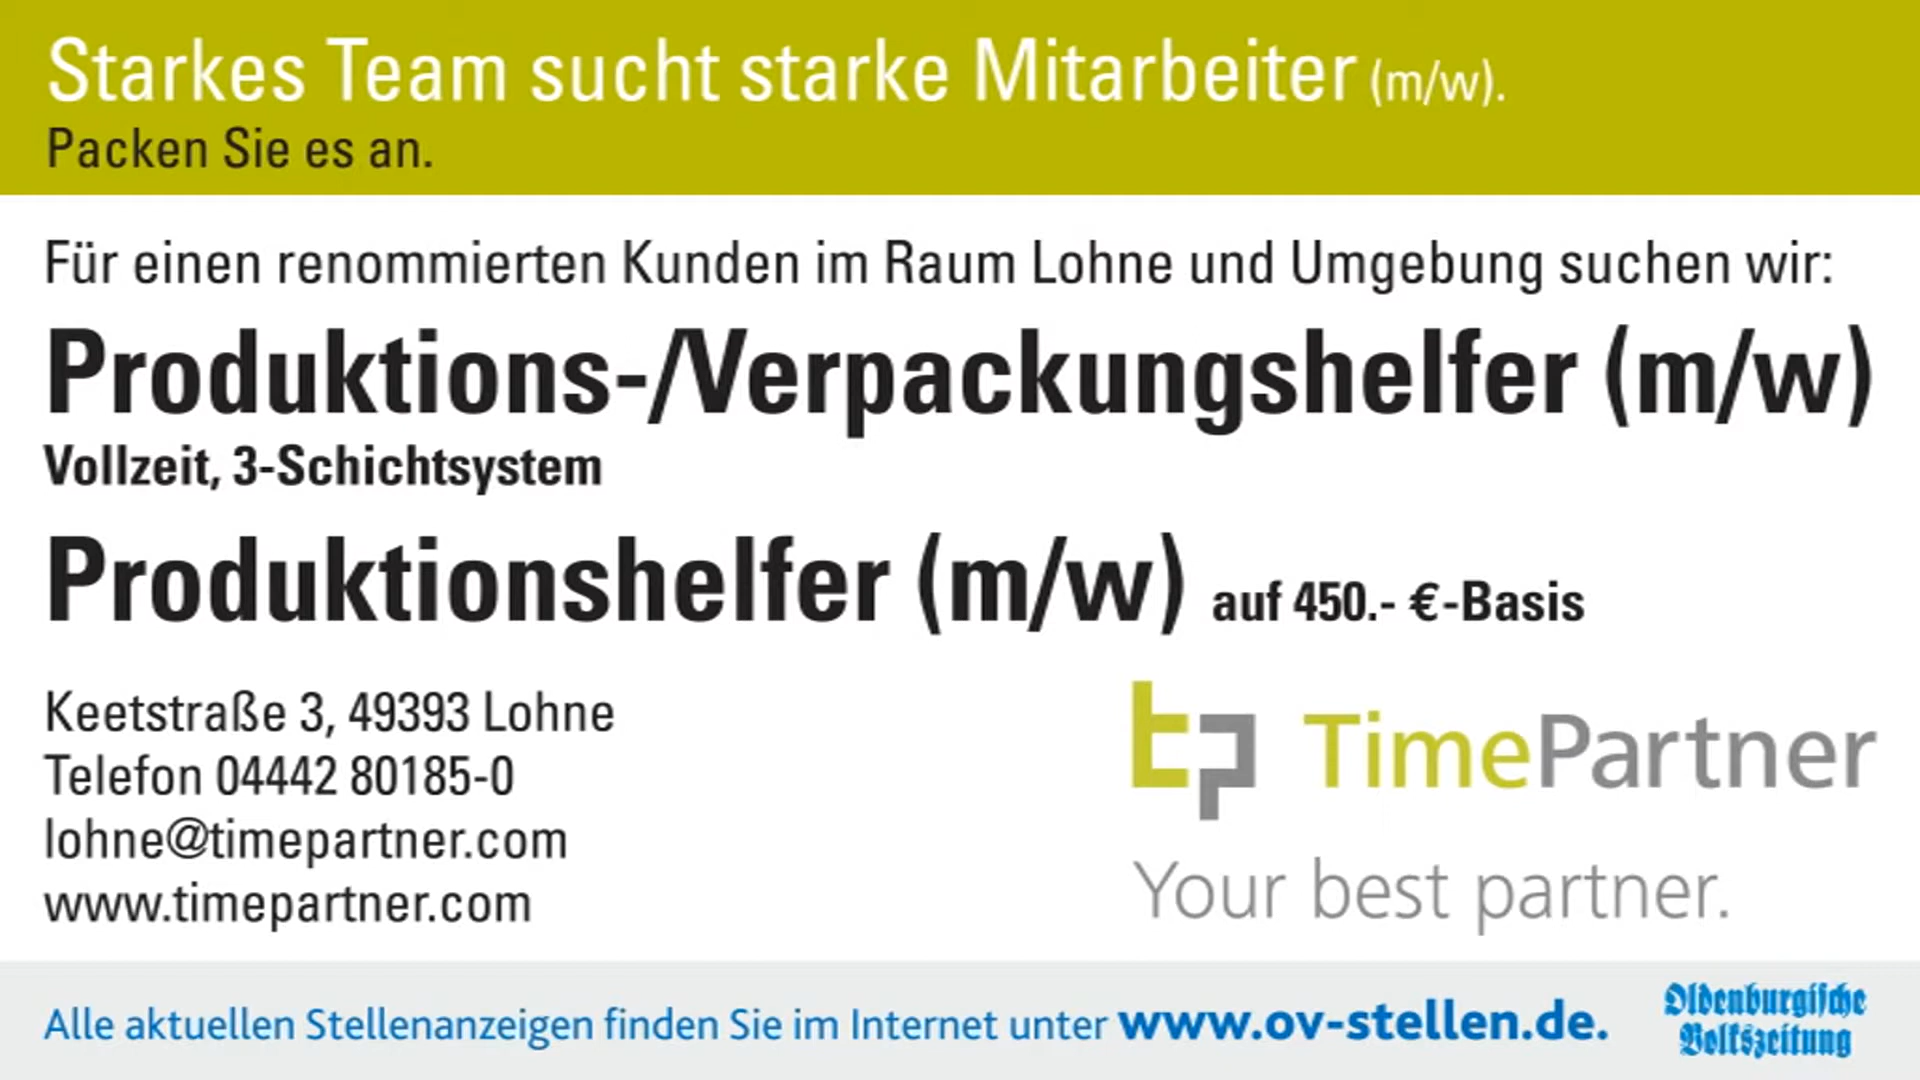 Starkes Team sucht starke Mitarbeiter (m/w).
Packen Sie es an.
Für einen renommierten Kunden im Raum Lohne und Umgebung suchen wir:
Produktions-/Verpackungshelfer (m/w)
Vollzeit, 3-Schichtsystem
Produktionshelfer (m/w) auf 450.- €-Basis
Keetstraße 3, 49393 Lohne
Telefon 04442 80185-0
lohne@timepartner.com
www.timepartner.com
tp TimePartner
Your best partner.
Alle aktuellen Stellenanzeigen finden Sie im Internet unter www.ov-stellen.de.
Oldenburgische
Volkszeitung